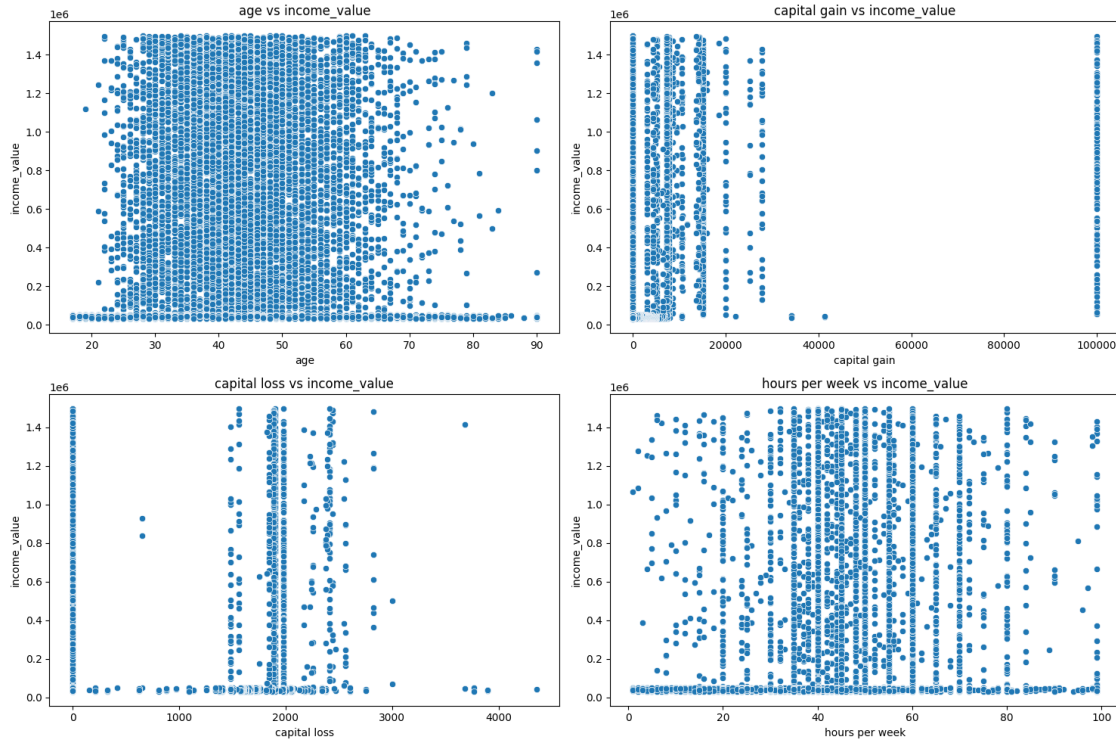 age vs income_value
1e6
1.4
1.2
1.0
0.8
0.6
0.4
0.2
0.0
income_value
20 30 40 50 60 70 80 90
age
capital gain vs income_value
1e6
1.4
1.2
1.0
0.8
0.6
0.4
0.2
0.0
income_value
0 20000 40000 60000 80000 100000
capital gain
capital loss vs income_value
1e6
1.4
1.2
1.0
0.8
0.6
0.4
0.2
0.0
income_value
0 1000 2000 3000 4000
capital loss
hours per week vs income_value
1e6
1.4
1.2
1.0
0.8
0.6
0.4
0.2
0.0
income_value
0 20 40 60 80 100
hours per week